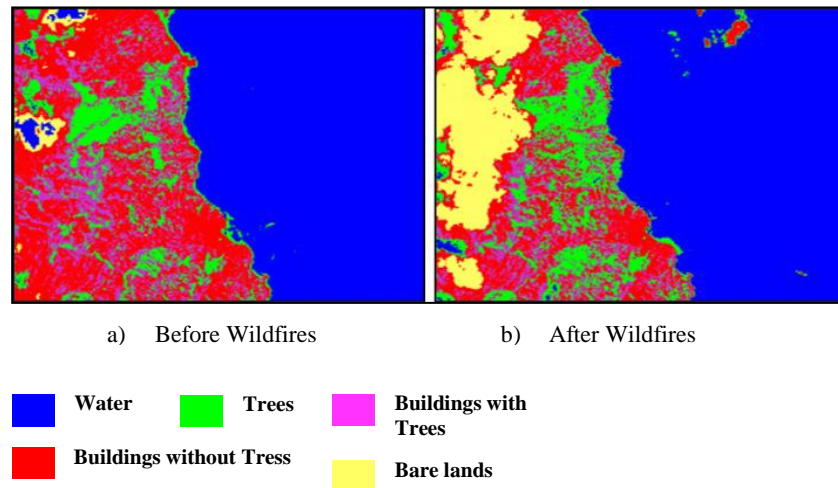 a) Before Wildfires
b) After Wildfires
Water
Trees
Buildings with
Trees
Buildings without Tress
Bare lands